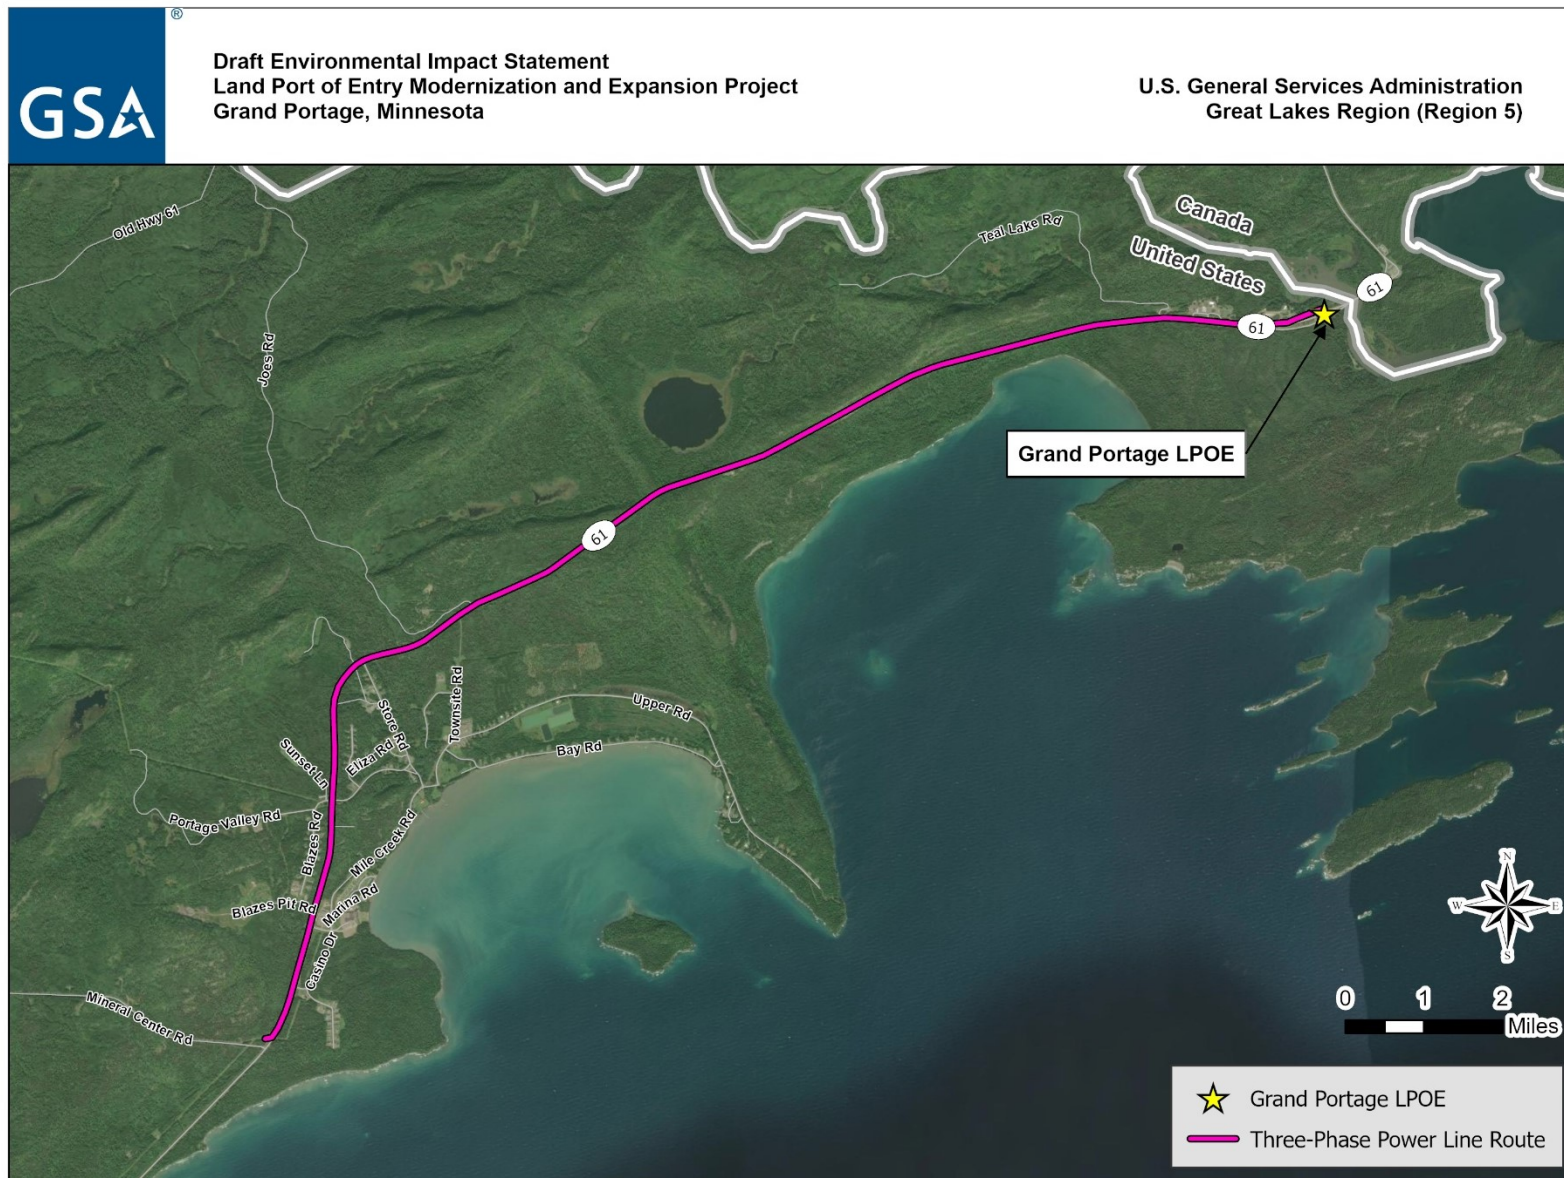 ®
GSA
Draft Environmental Impact Statement
Land Port of Entry Modernization and Expansion Project
Grand Portage, Minnesota
U.S. General Services Administration
Great Lakes Region (Region 5)
Old Hwy 61
Teal Lake Rd
Canada
United States
61
61
Joes Rd
Grand Portage LPOE
61
Townsite Rd
Store Rd
Upper Rd
Sunset Ln
Eliza Rd
Bay Rd
Portage Valley Rd
Blazes Rd
Mile Creek Rd
Blazes Pit Rd
Marina Rd
Casino Dr
Mineral Center Rd
N
W
E
S
0 1 2
Miles
Grand Portage LPOE
Three-Phase Power Line Route